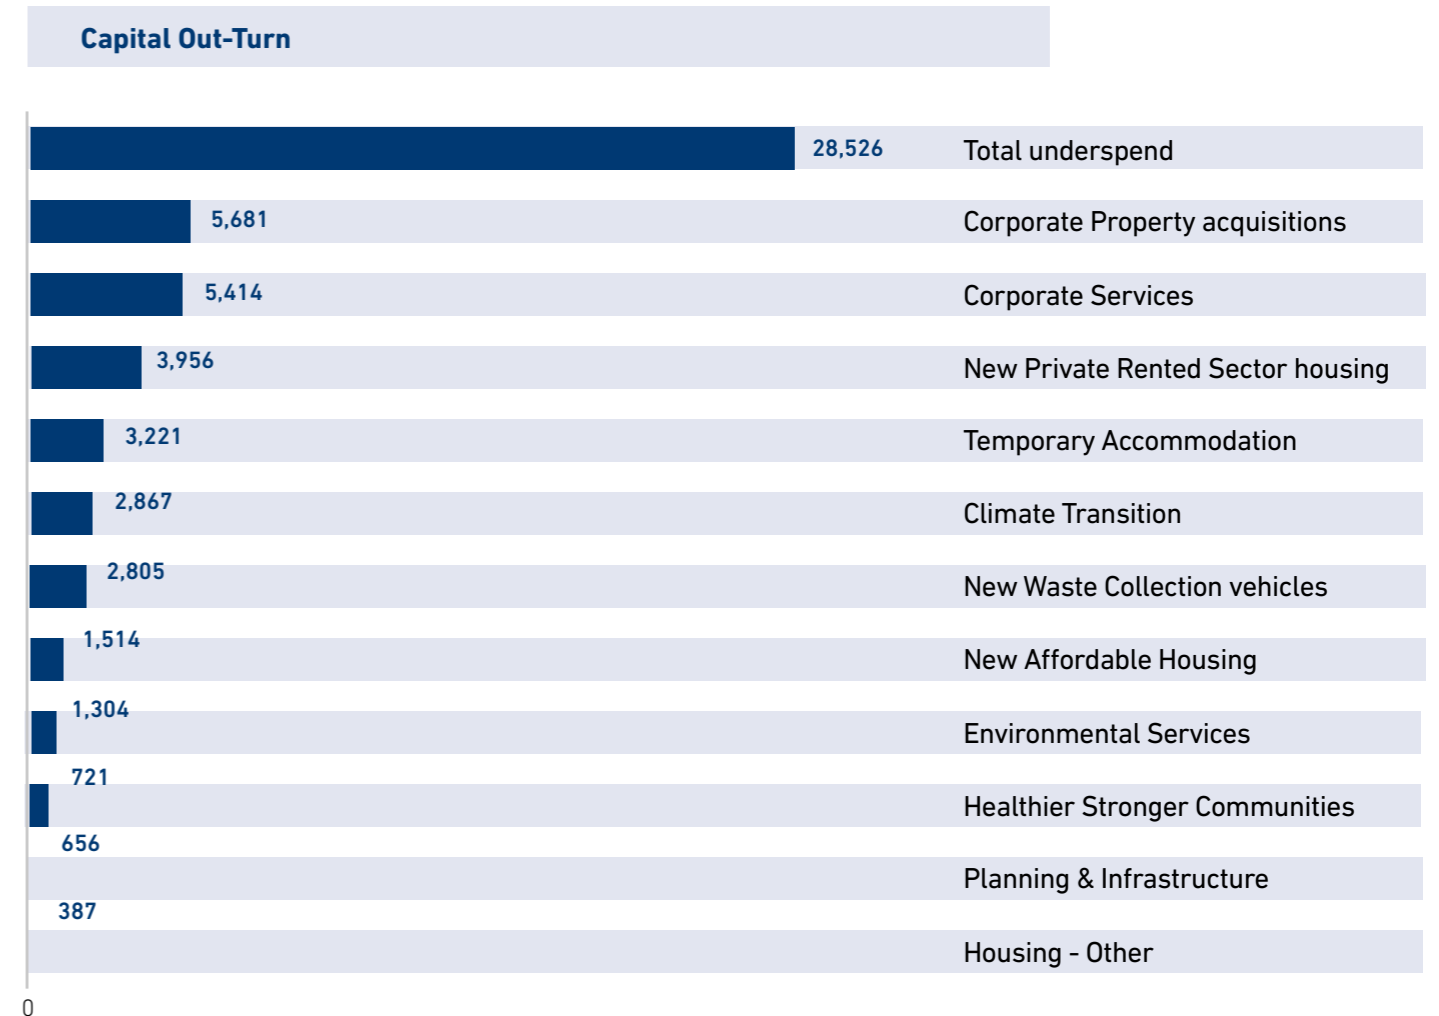 Capital Out-Turn
28,526 Total underspend
5,681 Corporate Property acquisitions
5,414 Corporate Services
3,956 New Private Rented Sector housing
3,221 Temporary Accommodation
2,867 Climate Transition
2,805 New Waste Collection vehicles
1,514 New Affordable Housing
1,304 Environmental Services
721 Healthier Stronger Communities
656 Planning & Infrastructure
387 Housing - Other
0